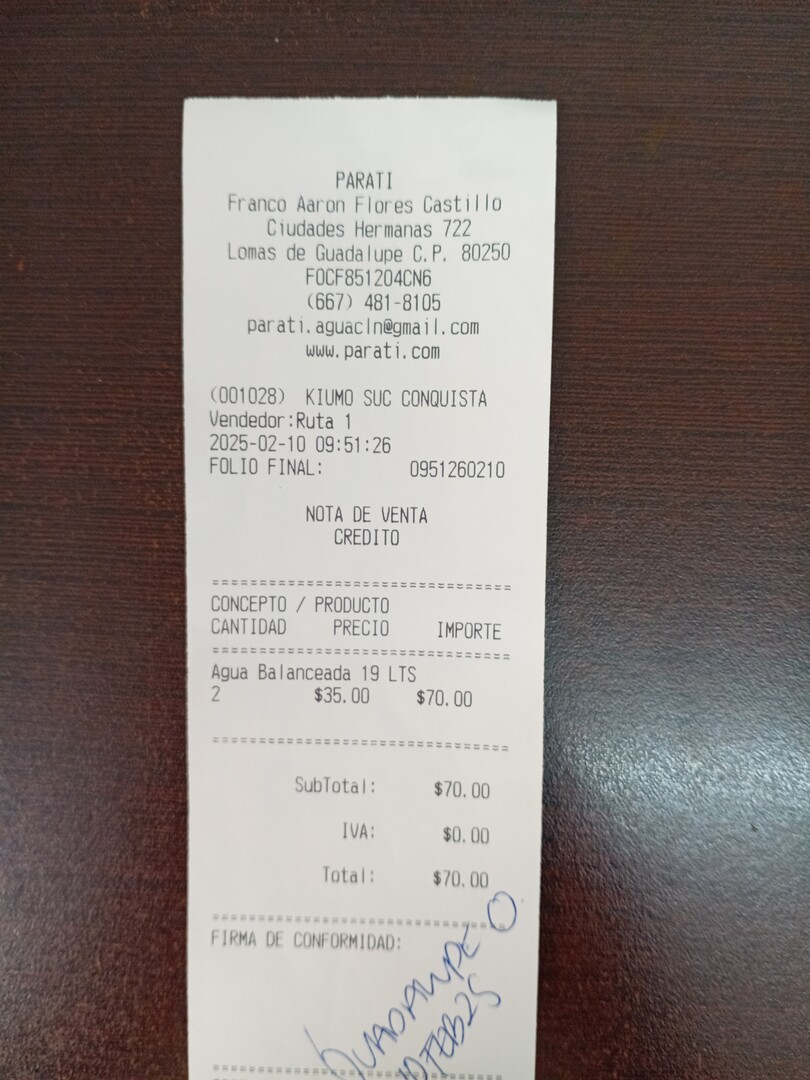 PARATI
Franco Aaron Flores Castillo
Ciudades Hermanas 722
Lomas de Guadalupe C.P. 80250
FOCF851204CN6
(667) 481-8105
parati.aguacln@gmail.com
www.parati.com
(001028) KIUMO SUC CONQUISTA
Vendedor:Ruta 1
2025-02-10 09:51:26
FOLIO FINAL: 0951260210
NOTA DE VENTA
CREDITO
================================
CONCEPTO / PRODUCTO
CANTIDAD PRECIO IMPORTE
================================
Agua Balanceada 19 LTS
2 $35.00 $70.00
================================
SubTotal: $70.00
IVA: $0.00
Total: $70.00
================================
FIRMA DE CONFORMIDAD:
GUADALUPE O
10FEB25
================================